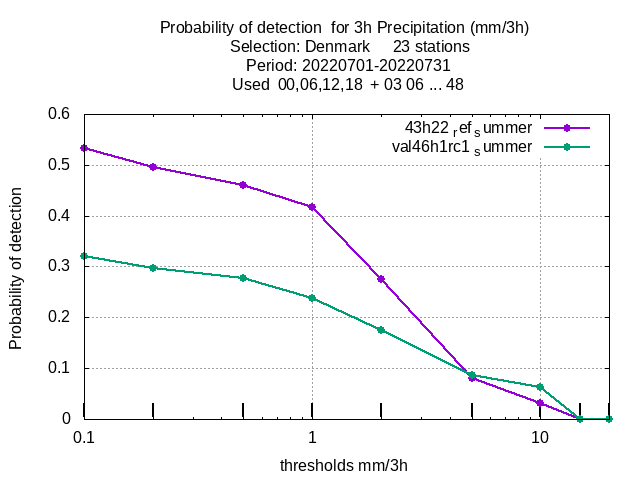 Probability of detection  for 3h Precipitation (mm/3h)
Selection: Denmark     23 stations
Period: 20220701-20220731
Used  00,06,12,18  + 03 06 ... 48
43h22 ref summer
val46h1rc1 summer
Probability of detection
0.6
0.5
0.4
0.3
0.2
0.1
0
0.1
1
10
thresholds mm/3h